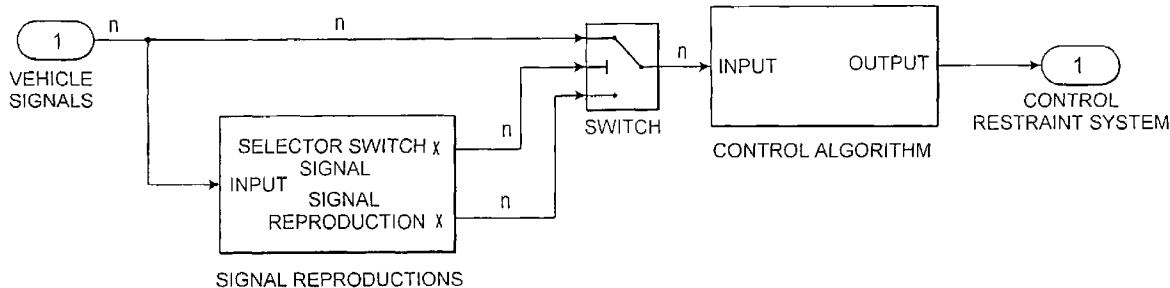 n
n
1
VEHICLE
SIGNALS
SWITCH
n
INPUT
OUTPUT
CONTROL ALGORITHM
1
CONTROL
RESTRAINT SYSTEM
SELECTOR SWITCH x
SIGNAL
INPUT
SIGNAL
REPRODUCTION x
n
n
SIGNAL REPRODUCTIONS